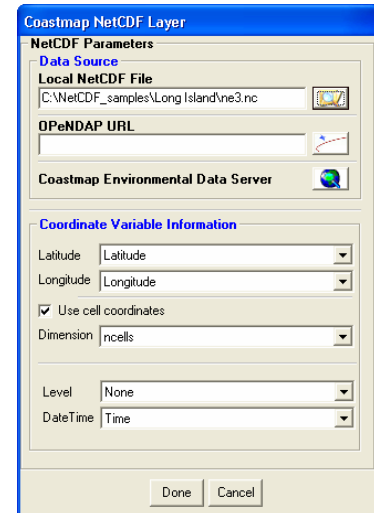 Coastmap NetCDF Layer
NetCDF Parameters
Data Source
Local NetCDF File
C:\NetCDF_samples\Long Island\ne3.nc
OPeNDAP URL
Coastmap Environmental Data Server
Coordinate Variable Information
Latitude Latitude
Longitude Longitude
Use cell coordinates
Dimension ncells
Level None
DateTime Time
Done Cancel